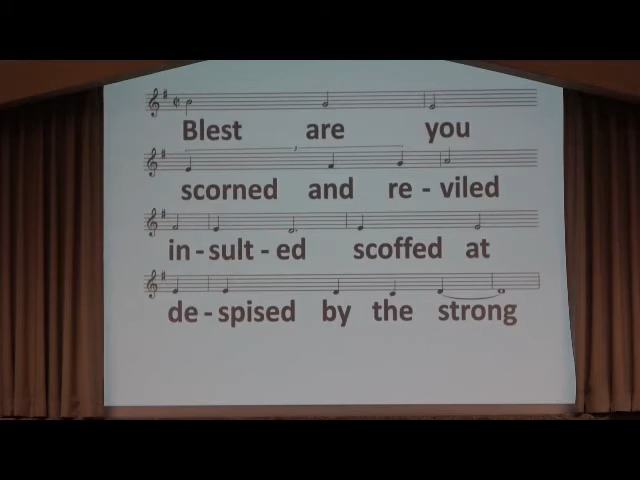 Blest are you
scorned and re - viled
in - sult - ed scoffed at
de - spised by the strong